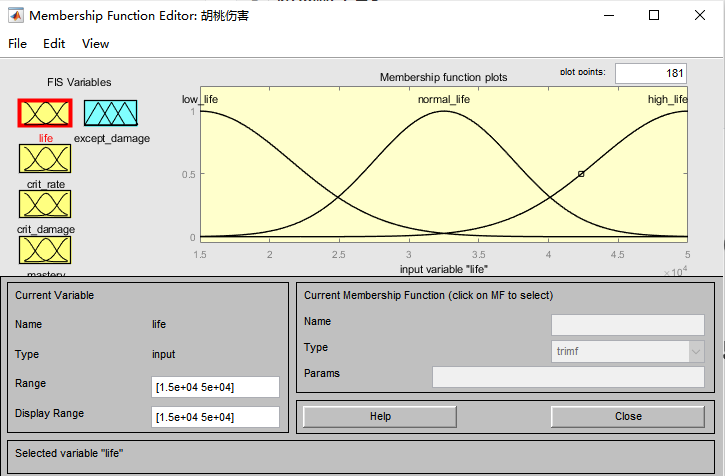 Membership Function Editor: 胡桃伤害
File Edit View
FIS Variables
Membership function plots
plot points:
181
low_life
normal_life
high_life
life
except_damage
crit_rate
crit_damage
mastery
1
0.5
0
1.5
2
2.5
3
3.5
4
4.5
5
×10⁴
input variable "life"
Current Variable
Name life
Type input
Range [1.5e+04 5e+04]
Display Range [1.5e+04 5e+04]
Current Membership Function (click on MF to select)
Name
Type trimf
Params
Help
Close
Selected variable "life"